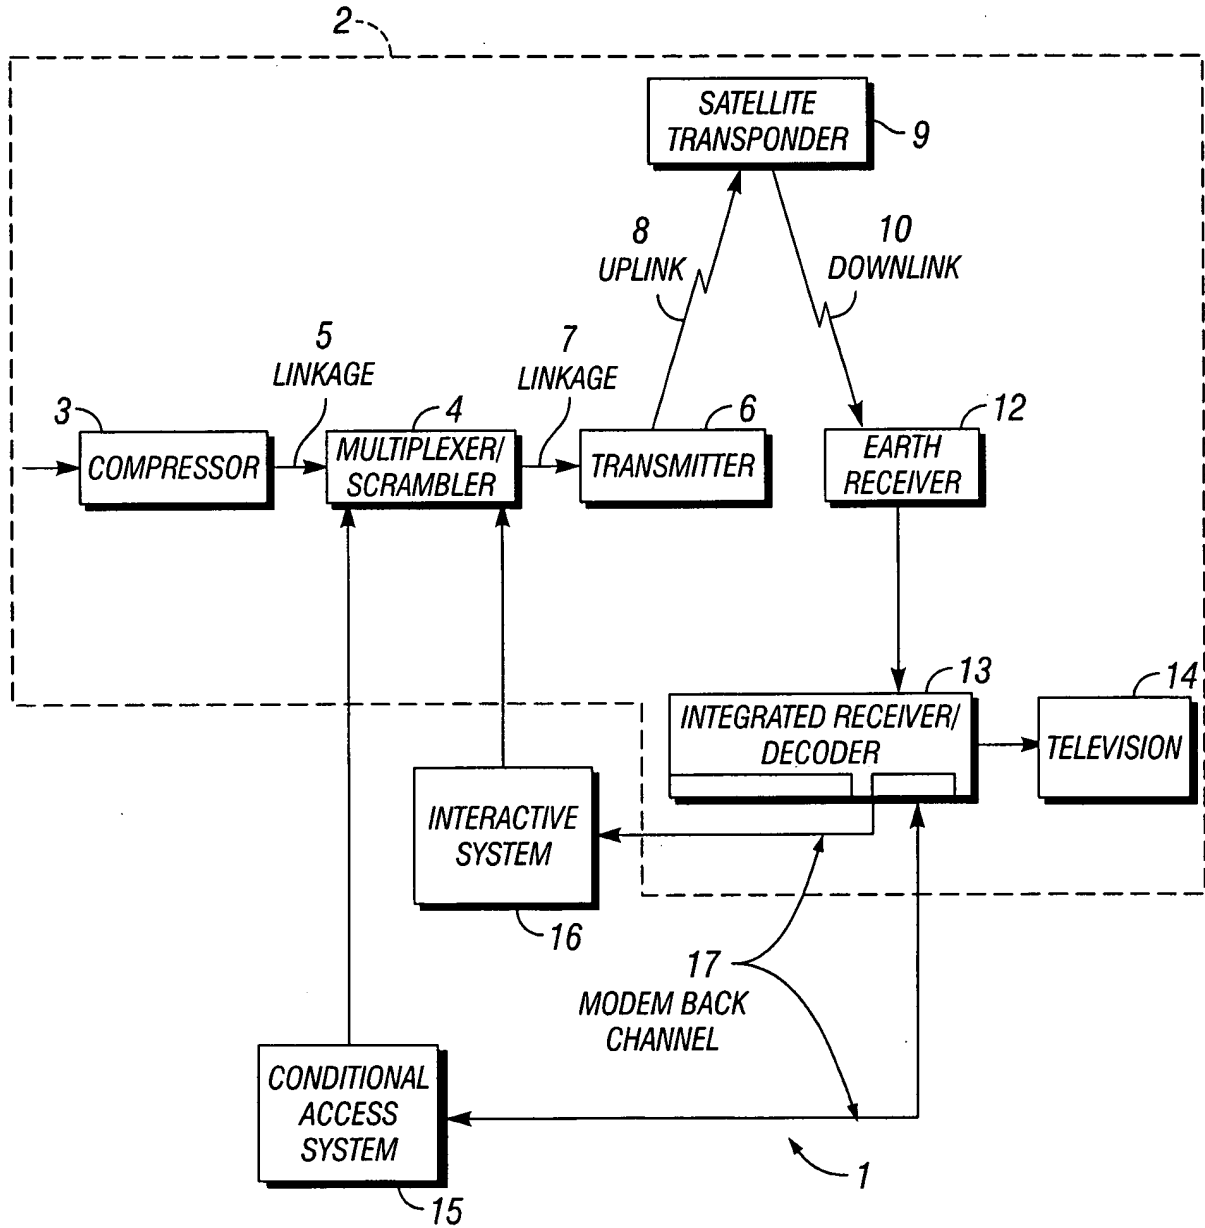 2
SATELLITE
TRANSPONDER
9
8
UPLINK
10
DOWNLINK
5
LINKAGE
7
LINKAGE
3
COMPRESSOR
4
MULTIPLEXER/
SCRAMBLER
6
TRANSMITTER
12
EARTH
RECEIVER
13
INTEGRATED RECEIVER/
DECODER
14
TELEVISION
INTERACTIVE
SYSTEM
16
17
MODEM BACK
CHANNEL
CONDITIONAL
ACCESS
SYSTEM
15
1